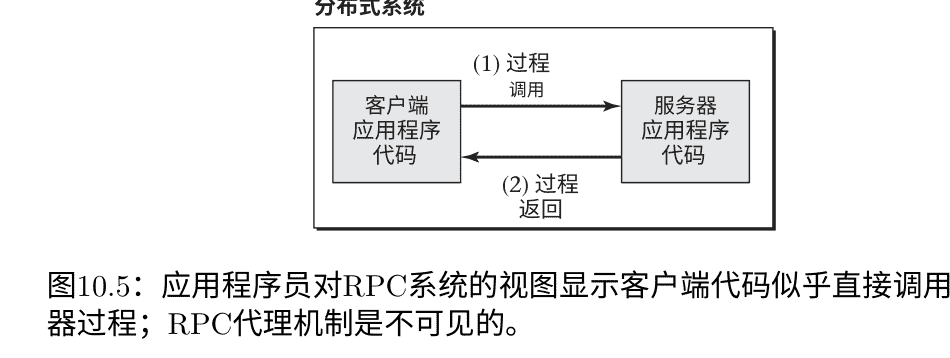 分布式系统
(1) 过程
调用
客户端
应用程序
代码
服务器
应用程序
代码
(2) 过程
返回
图10.5：应用程序员对RPC系统的视图显示客户端代码似乎直接调用
器过程；RPC代理机制是不可见的。